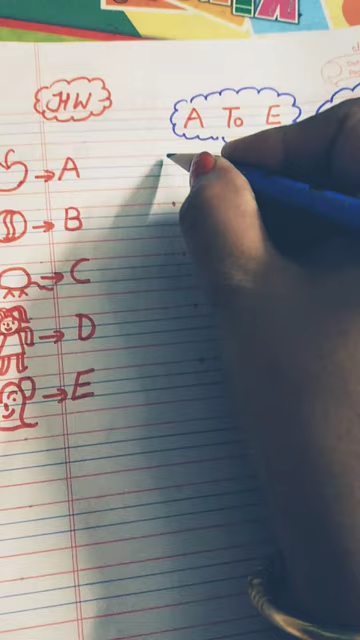 HW
A To E
→ A
→ B
→ C
→ D
→ E